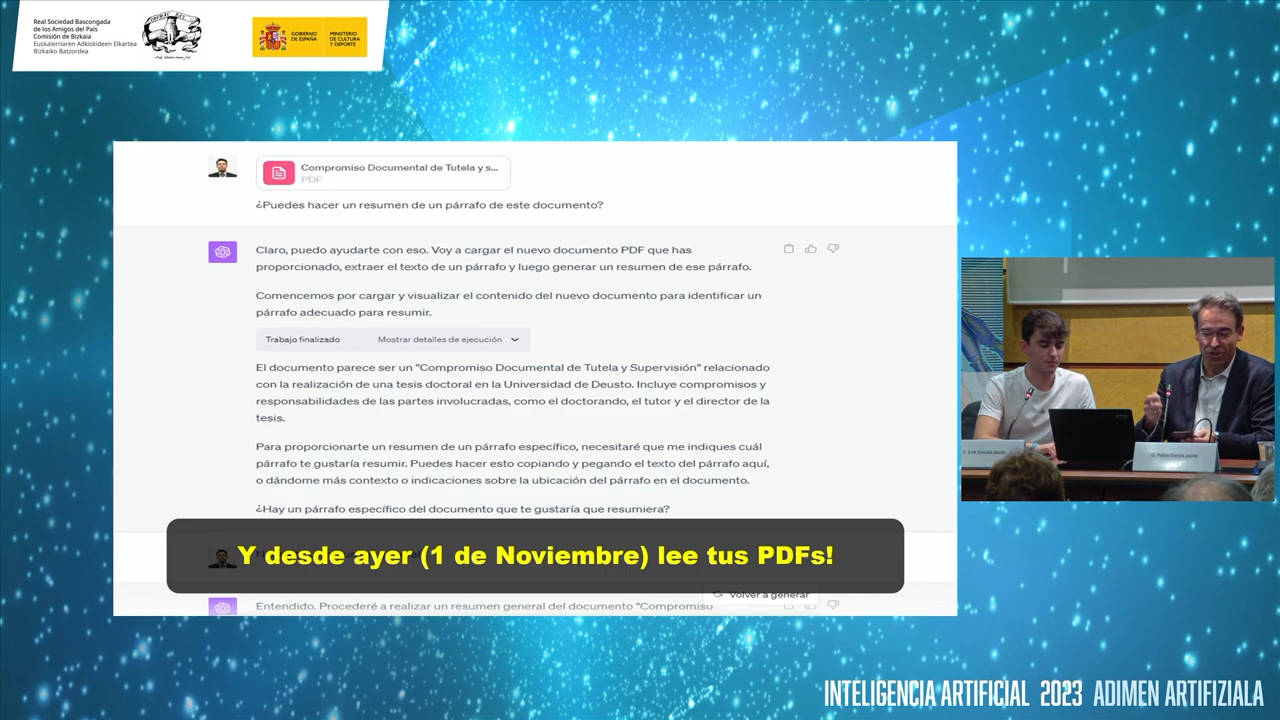 Real Sociedad Bascongada
de los Amigos del País
Comisión de Bizkaia
Euskalerriaren Adkiskideen Elkartea
Bizkaiko Batzordea
GOBIERNO
DE ESPAÑA
MINISTERIO
DE CULTURA
Y DEPORTE
Compromiso Documental de Tutela y s...
PDF
¿Puedes hacer un resumen de un párrafo de este documento?
Claro, puedo ayudarte con eso. Voy a cargar el nuevo documento PDF que has
proporcionado, extraer el texto de un párrafo y luego generar un resumen de ese párrafo.
Comencemos por cargar y visualizar el contenido del nuevo documento para identificar un
párrafo adecuado para resumir.
Trabajo finalizado Mostrar detalles de ejecución
El documento parece ser un "Compromiso Documental de Tutela y Supervisión" relacionado
con la realización de una tesis doctoral en la Universidad de Deusto. Incluye compromisos y
responsabilidades de las partes involucradas, como el doctorando, el tutor y el director de la
tesis.
Para proporcionarte un resumen de un párrafo específico, necesitaré que me indiques cuál
párrafo te gustaría resumir. Puedes hacer esto copiando y pegando el texto del párrafo aquí,
o dándome más contexto o indicaciones sobre la ubicación del párrafo en el documento.
¿Hay un párrafo específico del documento que te gustaría que resumiera?
Y desde ayer (1 de Noviembre) lee tus PDFs!
Volver a generar
Entendido. Procederé a realizar un resumen general del documento "Compromiso
INTELIGENCIA ARTIFICIAL 2023 ADIMEN ARTIFIZIALA